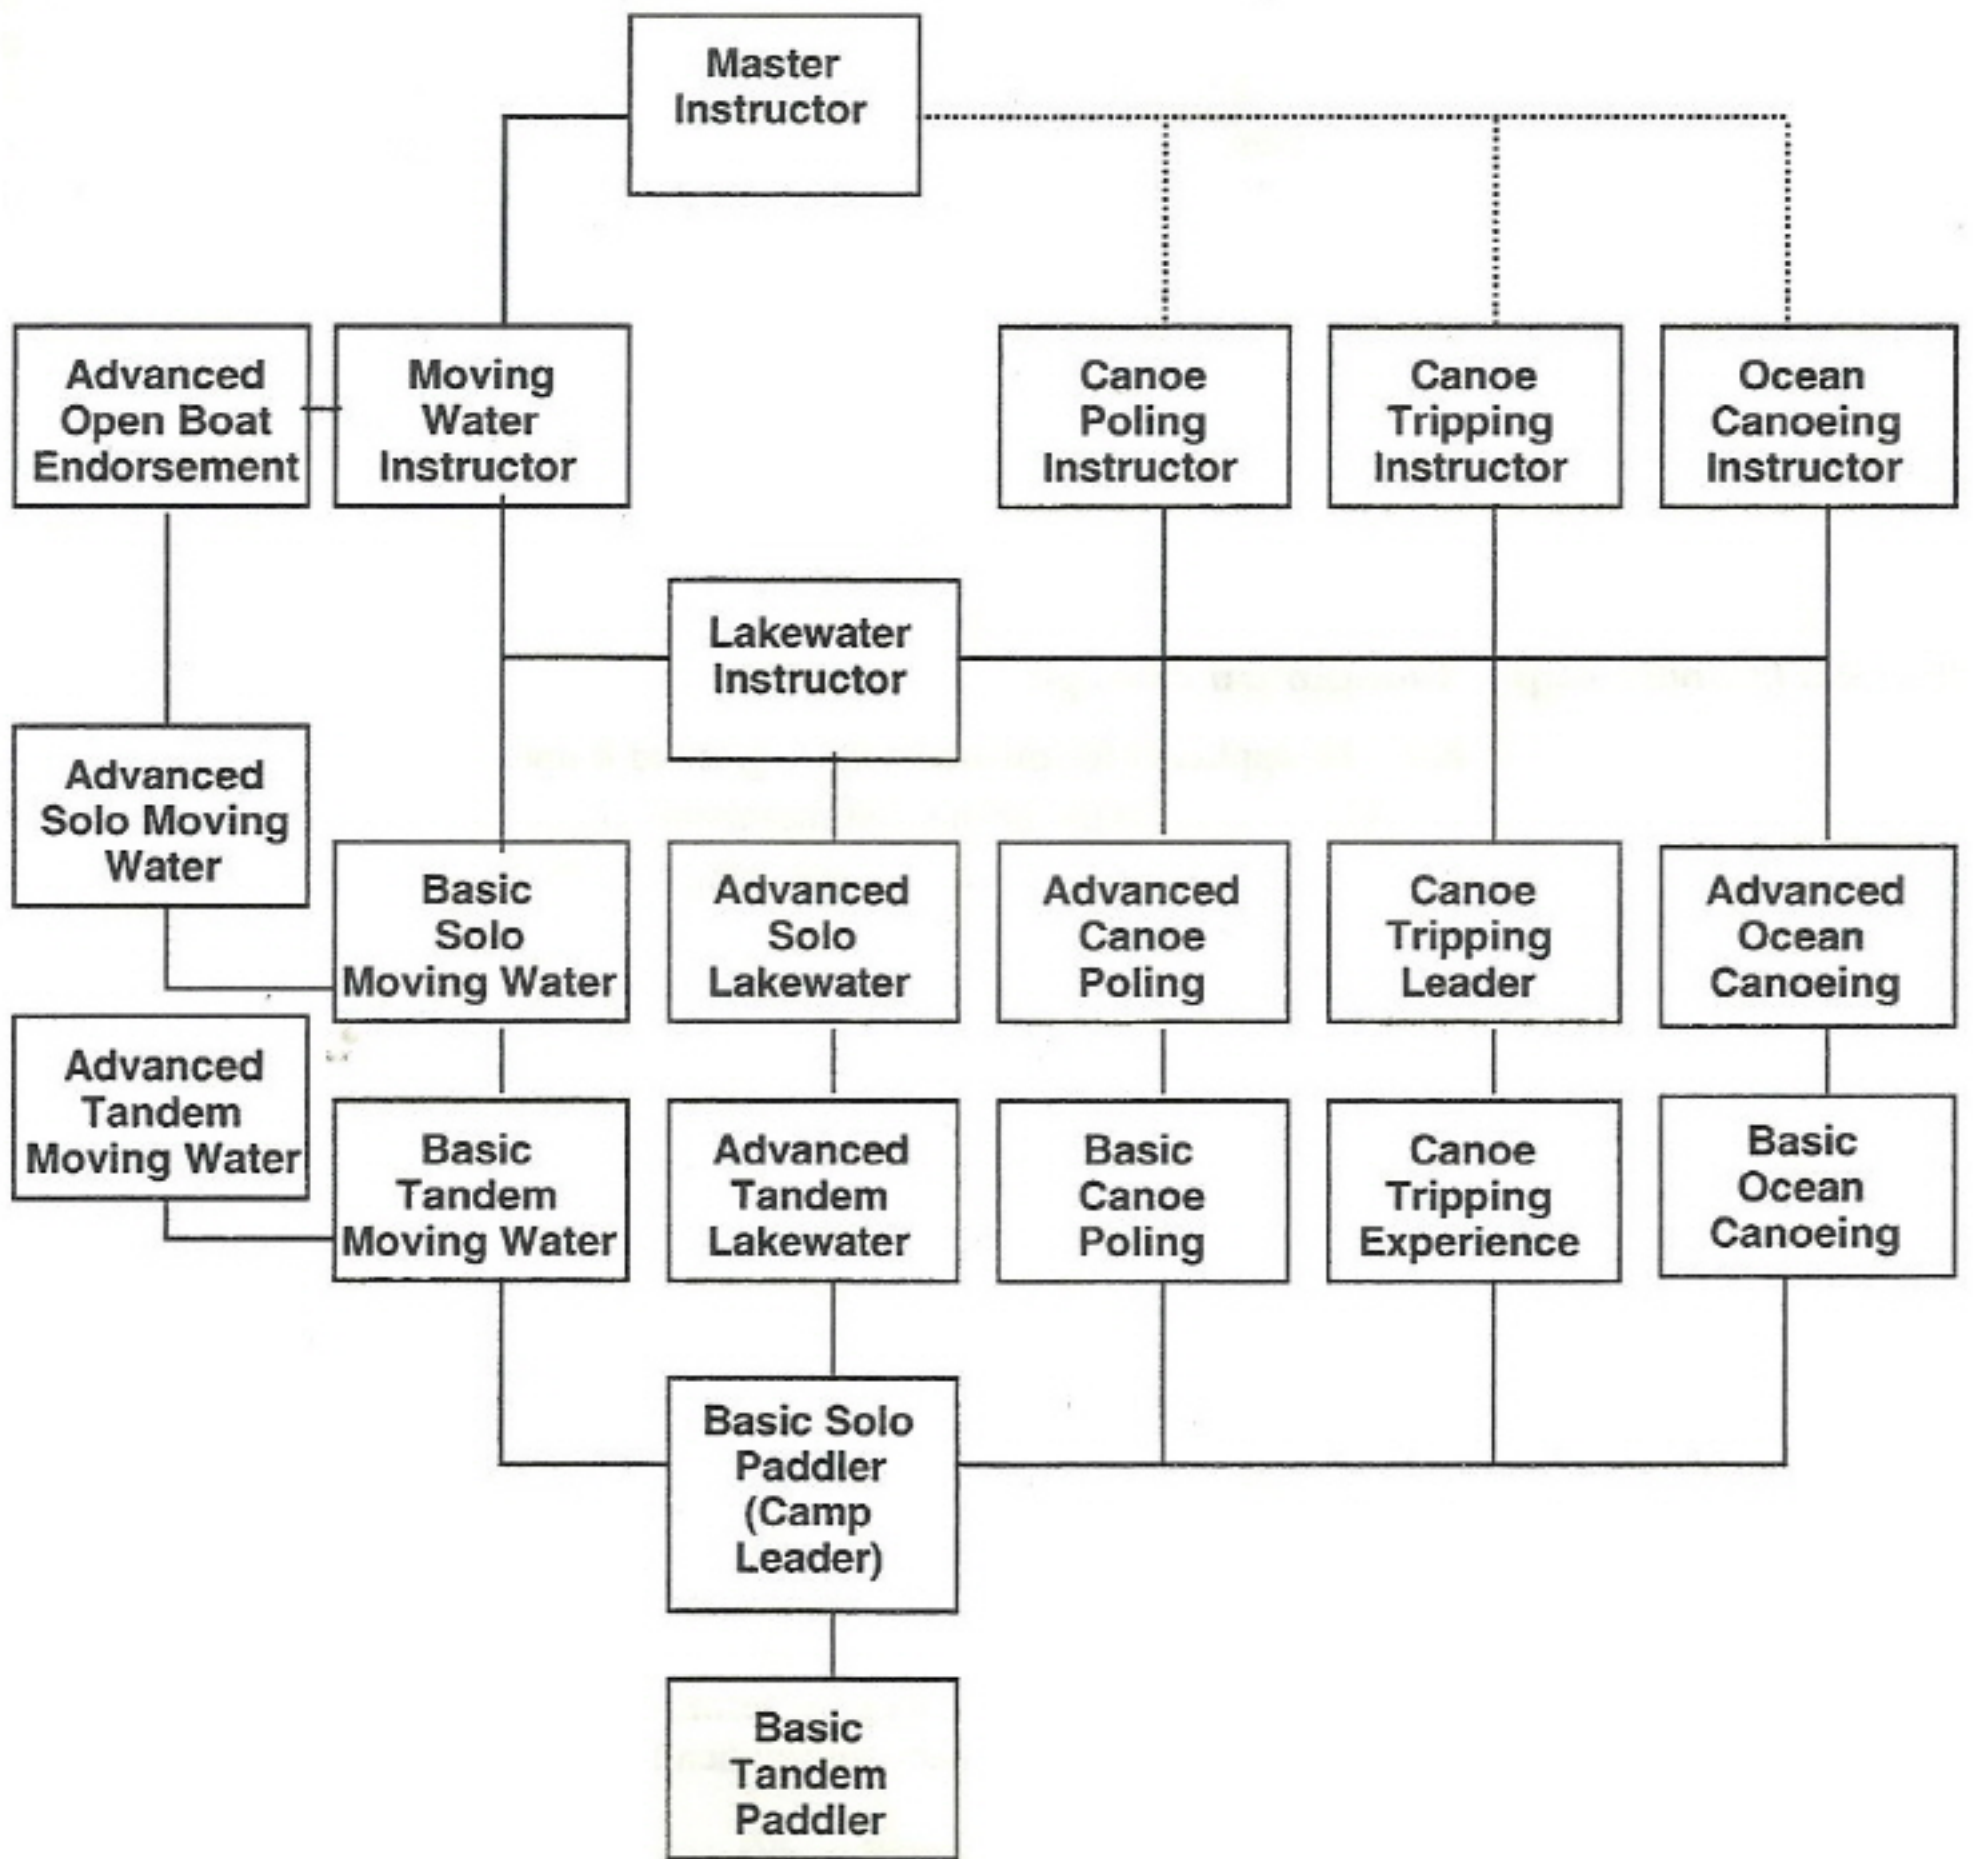 Master
Instructor
Advanced
Open Boat
Endorsement
Moving
Water
Instructor
Canoe
Poling
Instructor
Canoe
Tripping
Instructor
Ocean
Canoeing
Instructor
Lakewater
Instructor
Advanced
Solo Moving
Water
Basic
Solo
Moving Water
Advanced
Solo
Lakewater
Advanced
Canoe
Poling
Canoe
Tripping
Leader
Advanced
Ocean
Canoeing
Advanced
Tandem
Moving Water
Basic
Tandem
Moving Water
Advanced
Tandem
Lakewater
Basic
Canoe
Poling
Canoe
Tripping
Experience
Basic
Ocean
Canoeing
Basic Solo
Paddler
(Camp
Leader)
Basic
Tandem
Paddler